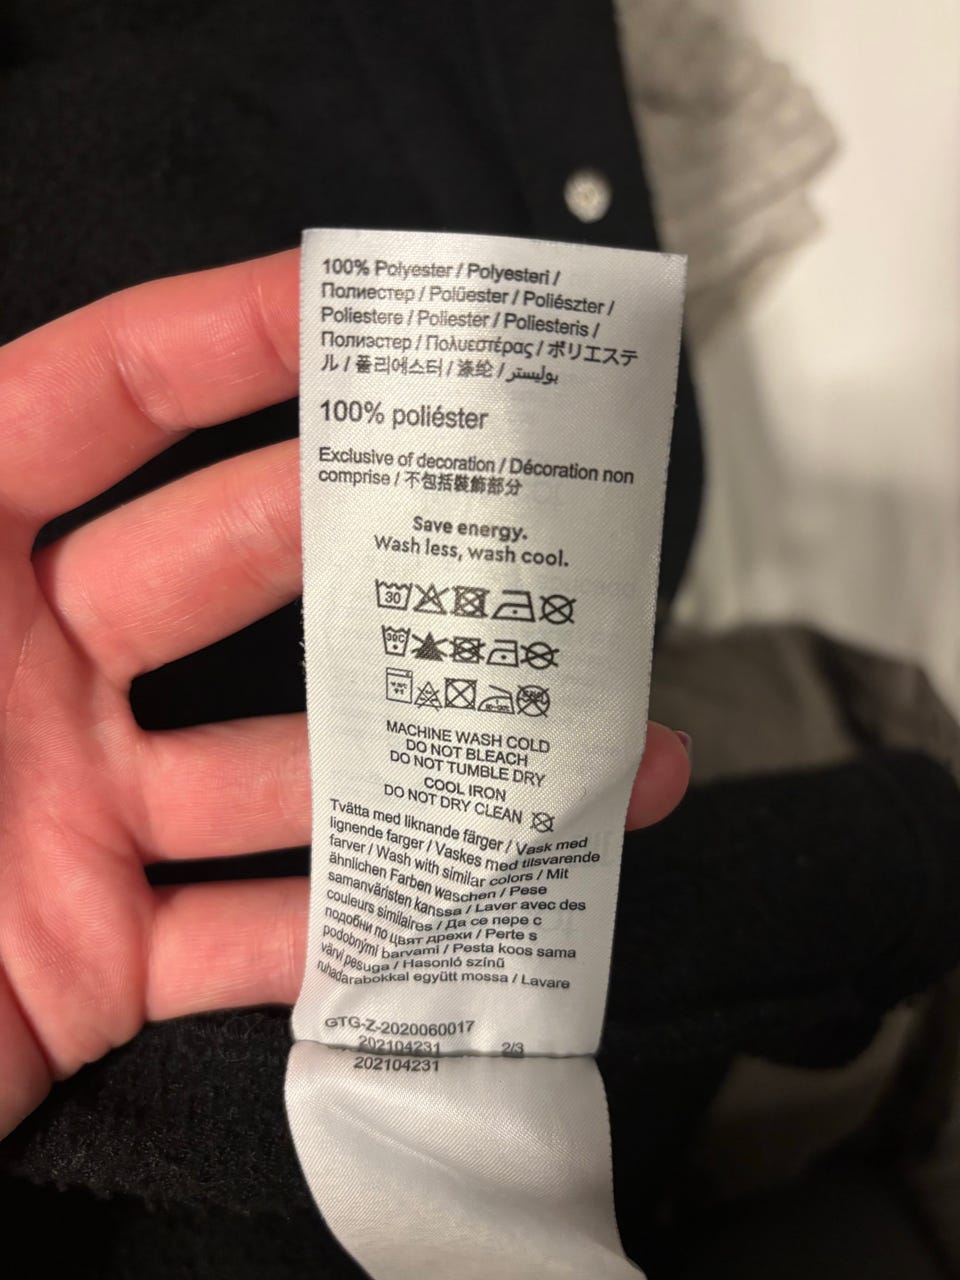 100% Polyester / Polyesteri /
Полиестер / Polüester / Poliészter /
Poliestere / Poliester / Poliesteris /
Полиэстер / Πολυεστέρας / ポリエステ
ル / 폴리에스터 / 涤纶 / بوليستر
100% poliéster
Exclusive of decoration / Décoration non
comprise / 不包括裝飾部分
Save energy.
Wash less, wash cool.
30
30C
MACHINE WASH COLD
DO NOT BLEACH
DO NOT TUMBLE DRY
COOL IRON
DO NOT DRY CLEAN
Tvätta med liknande färger / Vask med
lignende farger / Vaskes med tilsvarende
farver / Wash with similar colors / Mit
ähnlichen Farben waschen / Pese
samanväristen kanssa / Laver avec des
couleurs similaires / Да се пере с
подобни по цвят дрехи / Perte s
podobnými barvami / Pesta koos sama
värvi pesuga / Hasonló színű
ruhadarabokkal együtt mossa / Lavare
GTG-Z-2020060017
202104231 2/3
202104231